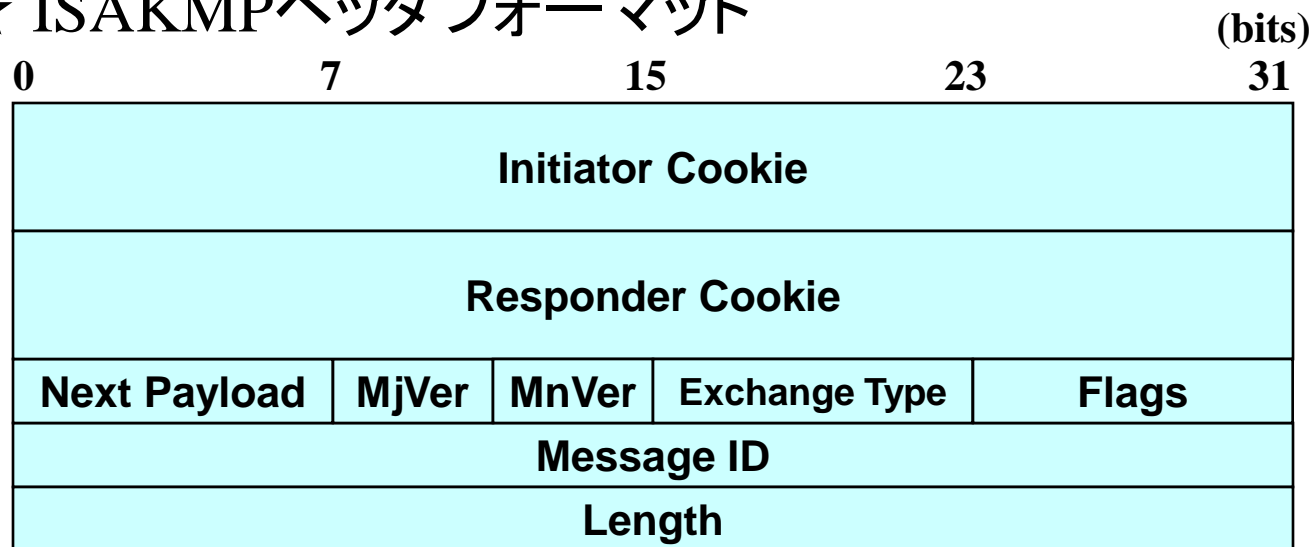 ISAKMPヘッダフォーマット
(bits)
0 7 15 23 31
Initiator Cookie
Responder Cookie
Next Payload MjVer MnVer Exchange Type Flags
Message ID
Length